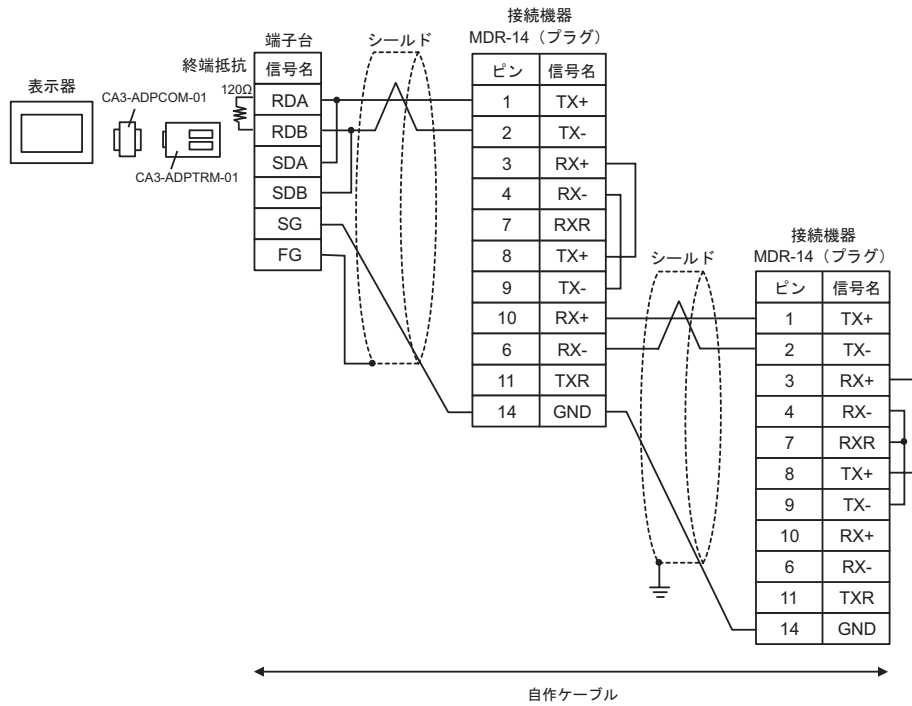 表示器
CA3-ADPCOM-01
CA3-ADPTRM-01
終端抵抗
120Ω
端子台
信号名
RDA
RDB
SDA
SDB
SG
FG
シールド
接続機器
MDR-14（プラグ）
ピン 信号名
1 TX+
2 TX-
3 RX+
4 RX-
7 RXR
8 TX+
9 TX-
10 RX+
6 RX-
11 TXR
14 GND
シールド
接続機器
MDR-14（プラグ）
ピン 信号名
1 TX+
2 TX-
3 RX+
4 RX-
7 RXR
8 TX+
9 TX-
10 RX+
6 RX-
11 TXR
14 GND
自作ケーブル